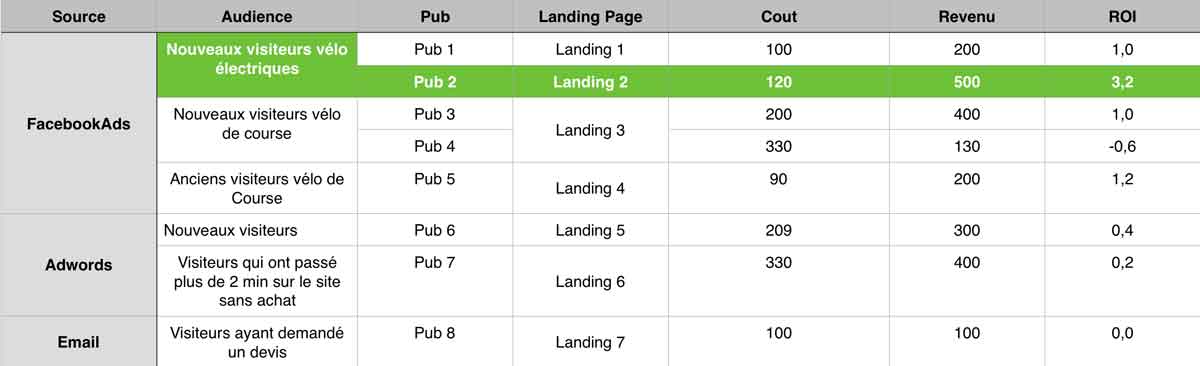 Source Audience Pub Landing Page Cout Revenu ROI
FacebookAds
Nouveaux visiteurs vélo
électriques
Pub 1 Landing 1 100 200 1,0
Pub 2 Landing 2 120 500 3,2
Nouveaux visiteurs vélo
de course
Pub 3 Landing 3 200 400 1,0
Pub 4 330 130 -0,6
Anciens visiteurs vélo de
Course
Pub 5 Landing 4 90 200 1,2
Adwords
Nouveaux visiteurs Pub 6 Landing 5 209 300 0,4
Visiteurs qui ont passé
plus de 2 min sur le site
sans achat
Pub 7 Landing 6 330 400 0,2
Email
Visiteurs ayant demandé
un devis
Pub 8 Landing 7 100 100 0,0